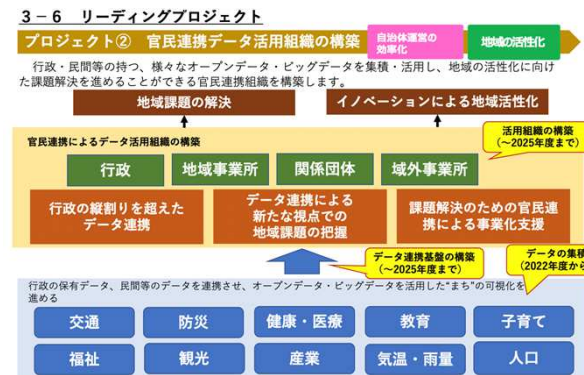 3-6 リーディングプロジェクト
プロジェクト② 官民連携データ活用組織の構築
自治体運営の
効率化
地域の活性化
行政・民間等の持つ、様々なオープンデータ・ビッグデータを集積・活用し、地域の活性化に向け
た課題解決を進めることができる官民連携組織を構築します。
地域課題の解決
イノベーションによる地域活性化
官民連携によるデータ活用組織の構築
活用組織の構築
(~2025年度まで)
行政
地域事業所
関係団体
域外事業所
行政の縦割りを超えた
データ連携
データ連携による
新たな視点での
地域課題の把握
課題解決のための官民連
携による事業化支援
データ連携基盤の構築
(~2025年度まで)
データの集積
(2022年度から
行政の保有データ、民間等のデータを連携させ、オープンデータ・ビッグデータを活用した"まち"の可視化を
進める
交通
防災
健康・医療
教育
子育て
福祉
観光
産業
気温・雨量
人口